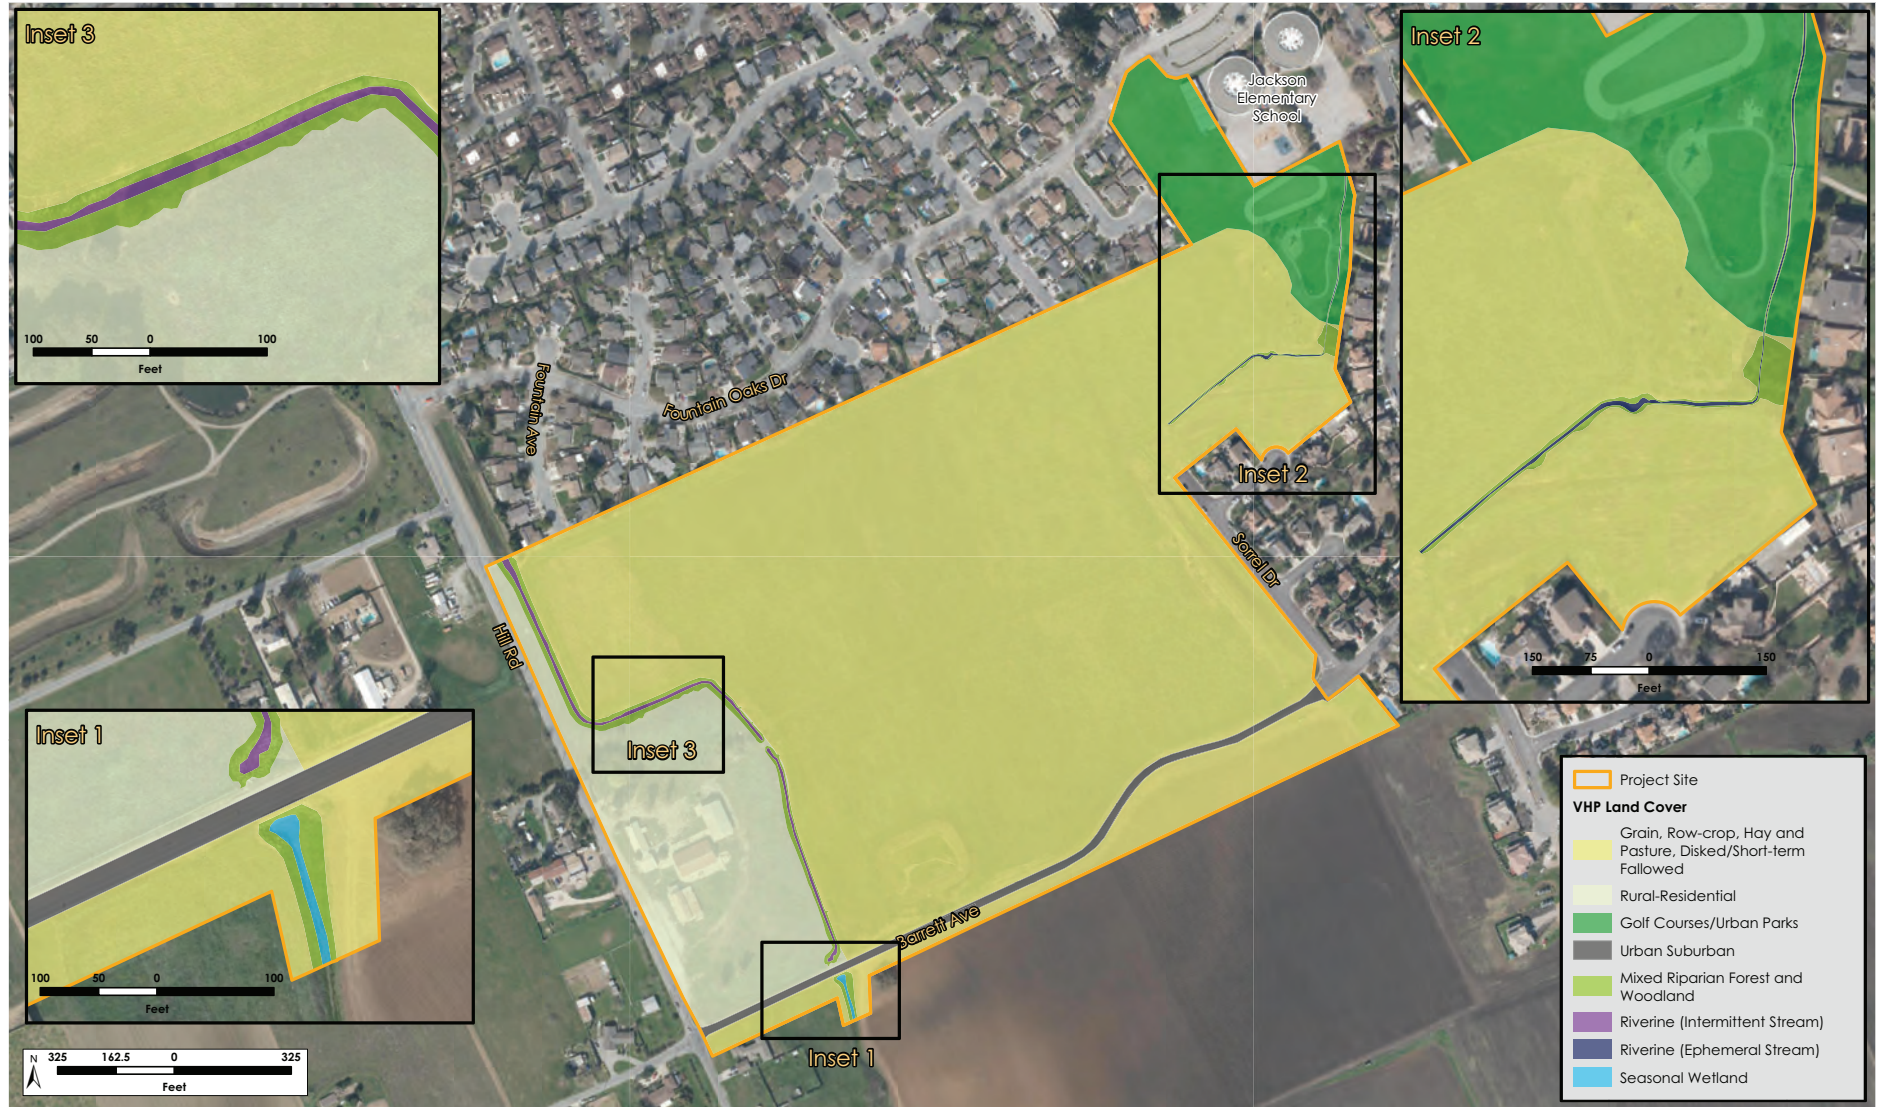 Inset 3
100 50 0 100
Feet
Jackson
Elementary
School
Inset 2
150 75 0 150
Feet
Fountain Ave
Fountain Oaks Dr
Inset 2
Sorrel Dr
Hill Rd
Inset 3
Barrett Ave
Inset 1
Inset 1
100 50 0 100
Feet
N
325 162.5 0 325
Feet
Project Site
VHP Land Cover
Grain, Row-crop, Hay and
Pasture, Disked/Short-term
Fallowed
Rural-Residential
Golf Courses/Urban Parks
Urban Suburban
Mixed Riparian Forest and
Woodland
Riverine (Intermittent Stream)
Riverine (Ephemeral Stream)
Seasonal Wetland